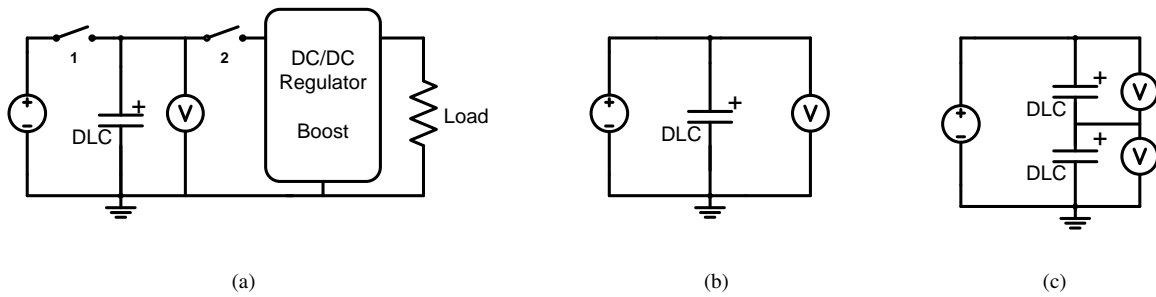 1
2
+
-
DLC
+
V
DC/DC
Regulator
Boost
Load
+
-
DLC
+
V
+
-
DLC
+
V
DLC
+
V
(a)
(b)
(c)